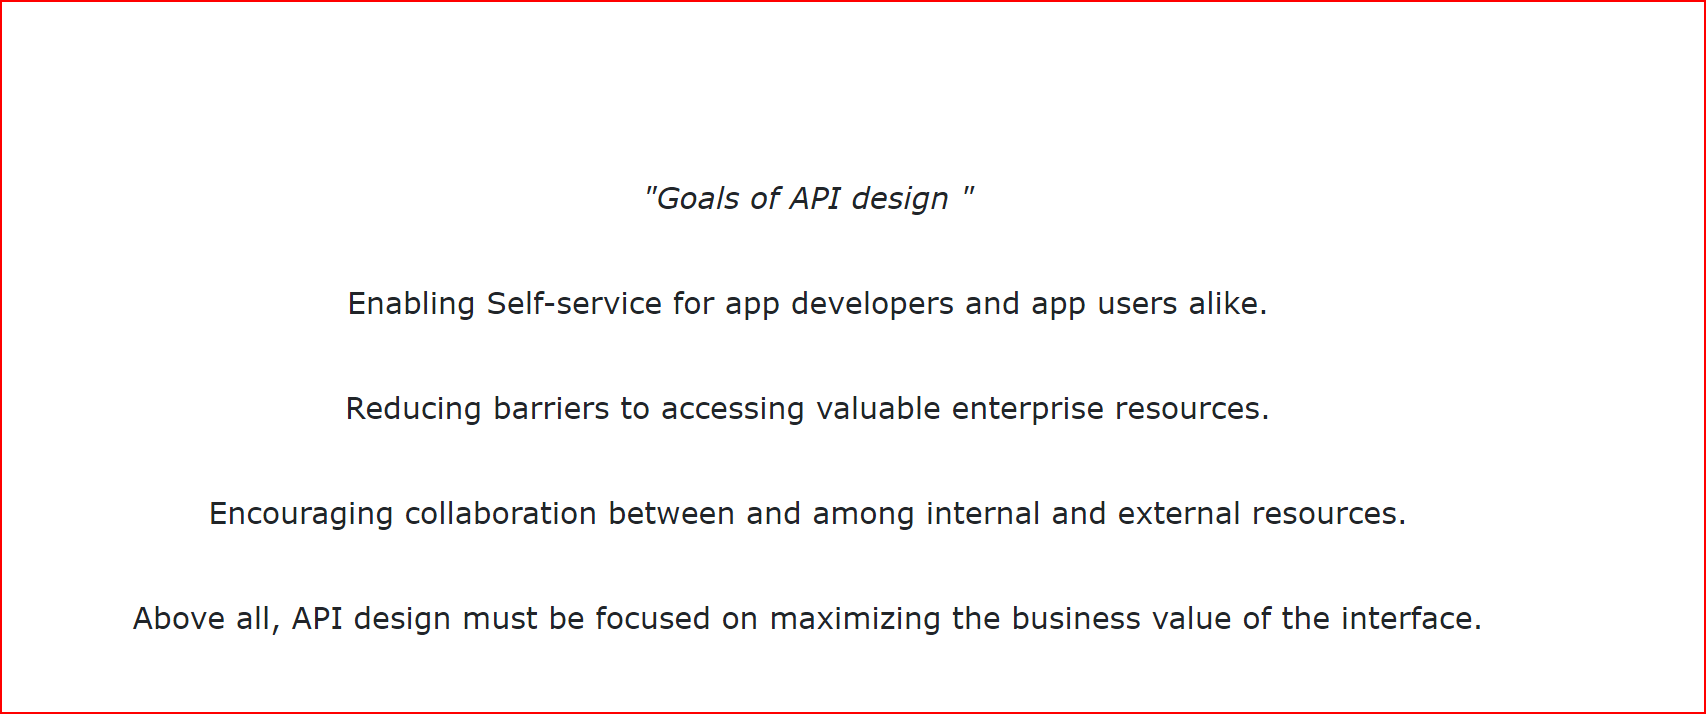 "Goals of API design "
Enabling Self-service for app developers and app users alike.
Reducing barriers to accessing valuable enterprise resources.
Encouraging collaboration between and among internal and external resources.
Above all, API design must be focused on maximizing the business value of the interface.